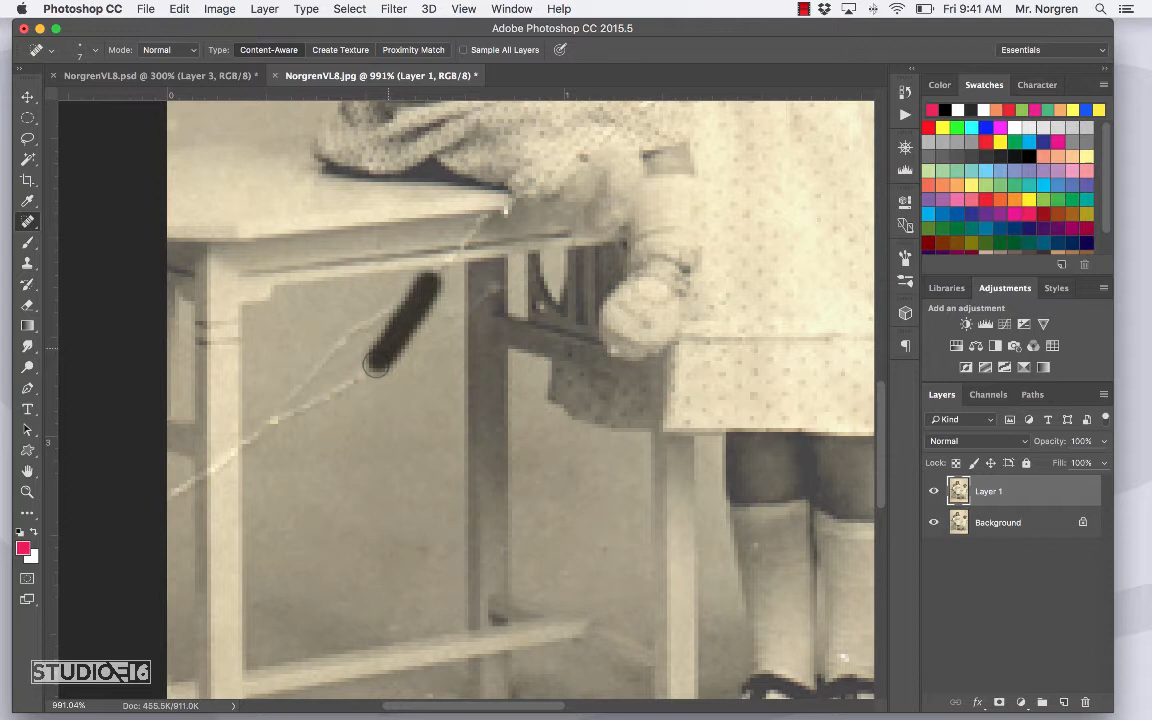 Photoshop CC File Edit Image Layer Type Select Filter 3D View Window Help Fri 9:41 AM Mr. Norgren
Adobe Photoshop CC 2015.5
7 Mode: Normal Type: Content-Aware Create Texture Proximity Match Sample All Layers Essentials
NorgrenVL8.psd @ 300% (Layer 3, RGB/8) * NorgrenVL8.jpg @ 991% (Layer 1, RGB/8) *
Color Swatches Character
0 1
3
Libraries Adjustments Styles
Add an adjustment
Layers Channels Paths
Kind
Normal Opacity: 100%
Lock: Fill: 100%
Layer 1
Background
STUDIO E-16
991.04% Doc: 455.5K/911.0K